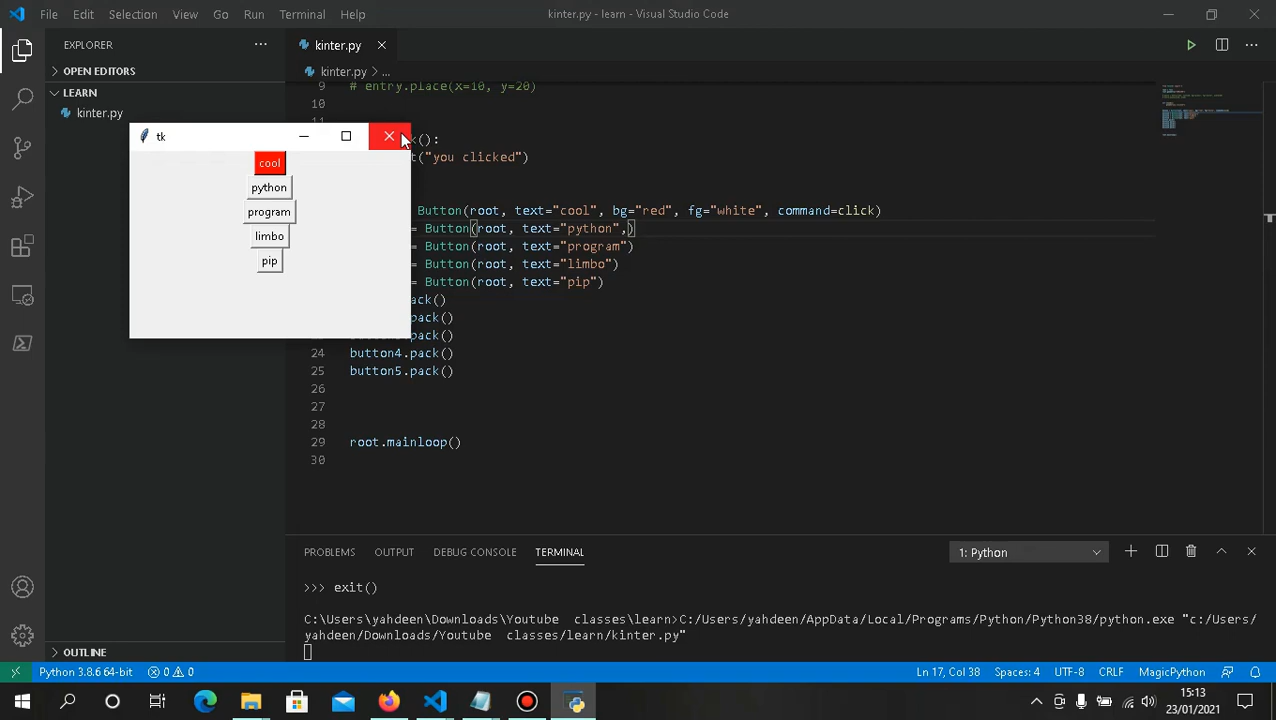 File Edit Selection View Go Run Terminal Help kinter.py - learn - Visual Studio Code
EXPLORER
OPEN EDITORS
LEARN
kinter.py
kinter.py
kinter.py > ...
9 # entry.place(x=10, y=20)
10
tk
k():
t("you clicked")
cool
python
program
limbo
pip
Button(root, text="cool", bg="red", fg="white", command=click)
= Button(root, text="python",)
= Button(root, text="program")
= Button(root, text="limbo")
= Button(root, text="pip")
ack()
pack()
pack()
24 button4.pack()
25 button5.pack()
26
27
28
29 root.mainloop()
30
PROBLEMS OUTPUT DEBUG CONSOLE TERMINAL 1: Python
>>> exit()
C:\Users\yahdeen\Downloads\Youtube classes\learn>C:/Users/yahdeen/AppData/Local/Programs/Python/Python38/python.exe "c:/Users/
yahdeen/Downloads/Youtube classes/learn/kinter.py"
OUTLINE
Python 3.8.6 64-bit 0 0 Ln 17, Col 38 Spaces: 4 UTF-8 CRLF MagicPython
15:13
23/01/2021